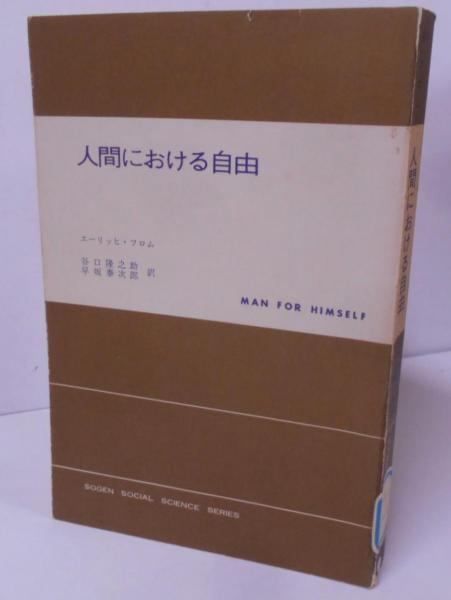 人間における自由
エーリッヒ・フロム
谷口隆之助
早坂泰次郎 訳
MAN FOR HIMSELF
SOGEN SOCIAL SCIENCE SERIES
人間における自由